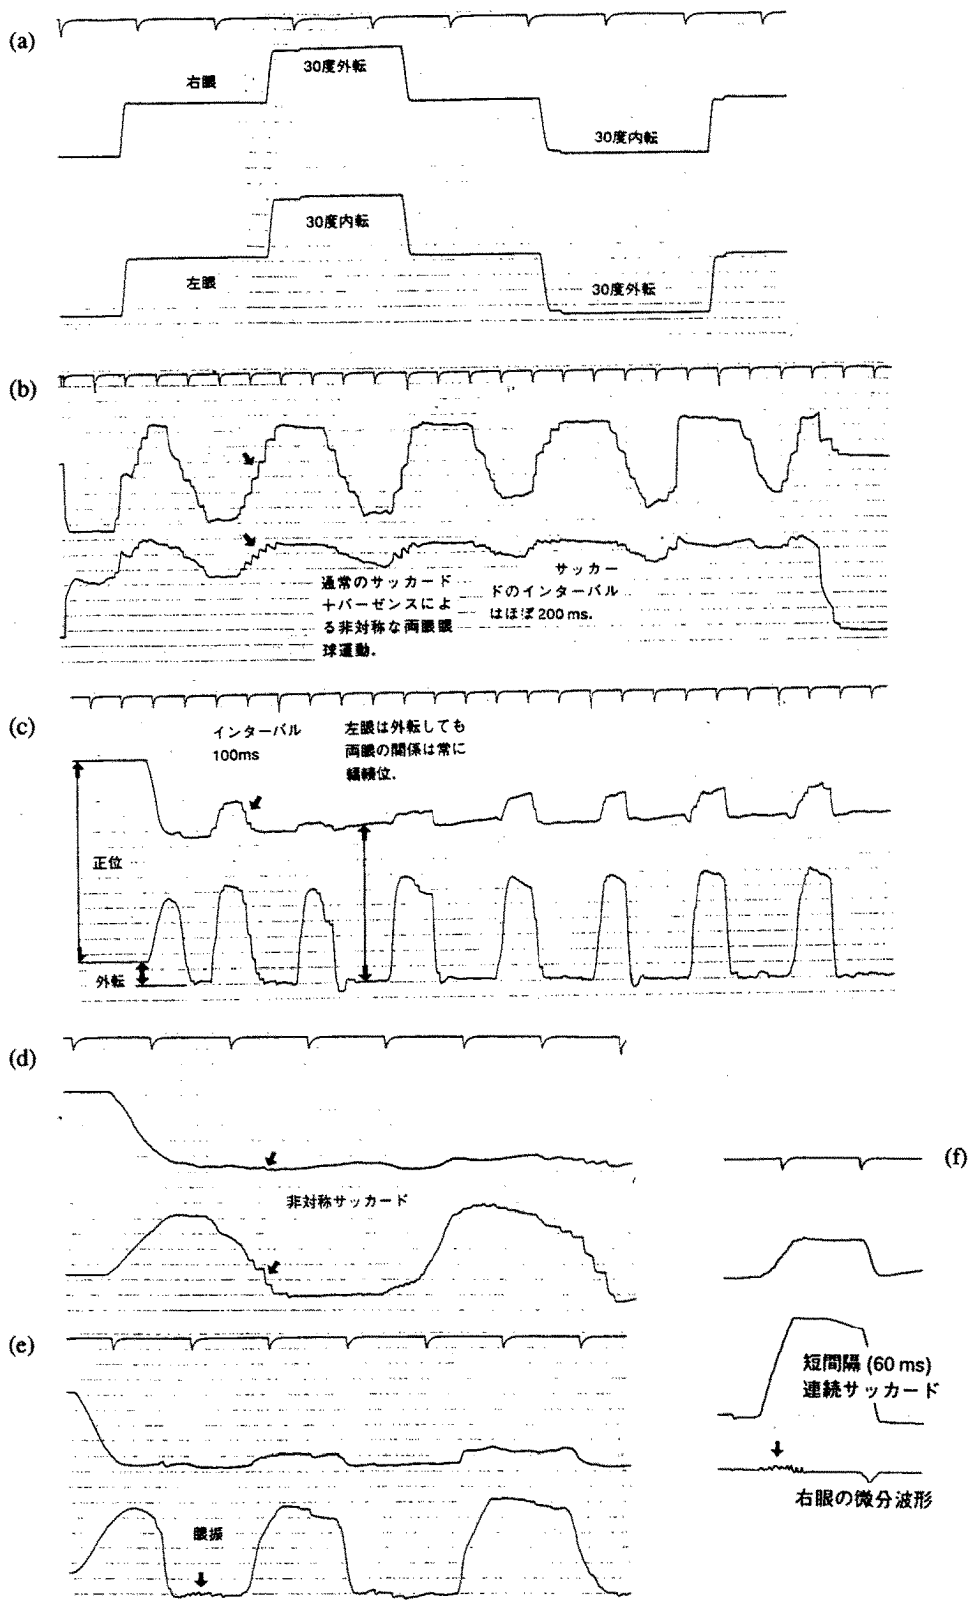 (a)
右眼
30度外転
30度内転
30度内転
左眼
30度外転
(b)
通常のサッカード
+バーゼンスによ
る非対称な両眼眼
球運動.
サッカー
ドのインターバル
はほぼ200 ms.
(c)
インターバル
100ms
左眼は外転しても
両眼の関係は常に
輻輳位.
正位
外転
(d)
非対称サッカード
(e)
眼振
(f)
短間隔 (60 ms)
連続サッカード
右眼の微分波形